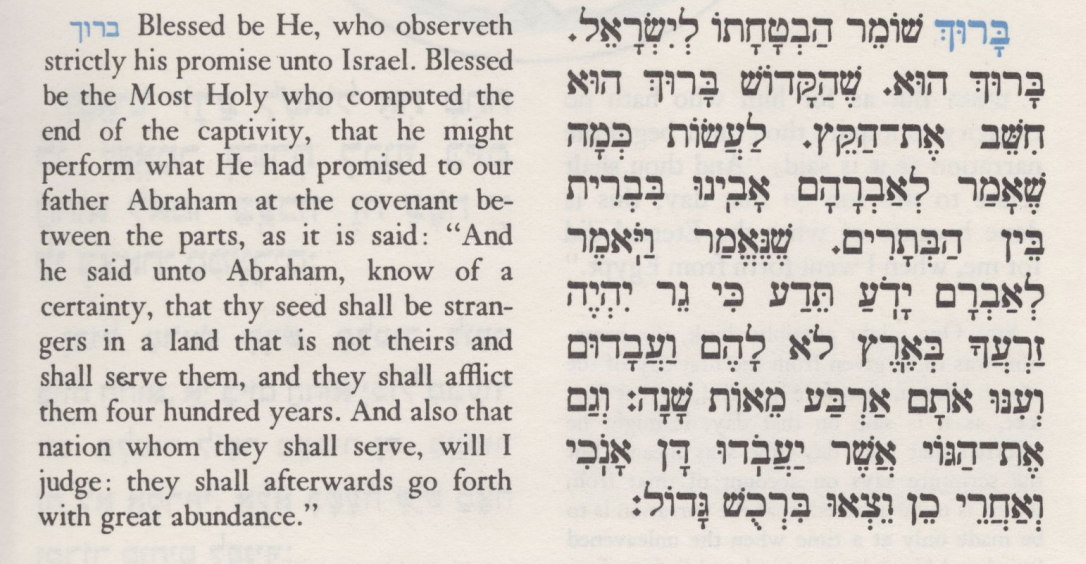 ברוך Blessed be He, who observeth
strictly his promise unto Israel. Blessed
be the Most Holy who computed the
end of the captivity, that he might
perform what He had promised to our
father Abraham at the covenant be-
tween the parts, as it is said: “And
he said unto Abraham, know of a
certainty, that thy seed shall be stran-
gers in a land that is not theirs and
shall serve them, and they shall afflict
them four hundred years. And also that
nation whom they shall serve, will I
judge: they shall afterwards go forth
with great abundance.”
בָּרוּךְ שׁוֹמֵר הַבְטָחָתוֹ לְיִשְׂרָאֵל.
בָּרוּךְ הוּא. שֶׁהַקָּדוֹשׁ בָּרוּךְ הוּא
חִשַּׁב אֶת־הַקֵּץ. לַעֲשׂוֹת כְּמָה
שֶׁאָמַר לְאַבְרָהָם אָבִינוּ בִּבְרִית
בֵּין הַבְּתָרִים. שֶׁנֶּאֱמַר וַיֹּאמֶר
לְאַבְרָם יָדֹעַ תֵּדַע כִּי גֵר יִהְיֶה
זַרְעֲךָ בְּאֶרֶץ לֹא לָהֶם וַעֲבָדוּם
וְעִנּוּ אֹתָם אַרְבַּע מֵאוֹת שָׁנָה: וְגַם
אֶת־הַגּוֹי אֲשֶׁר יַעֲבֹדוּ דָּן אָנֹכִי
וְאַחֲרֵי כֵן יֵצְאוּ בִּרְכֻשׁ גָּדוֹל: